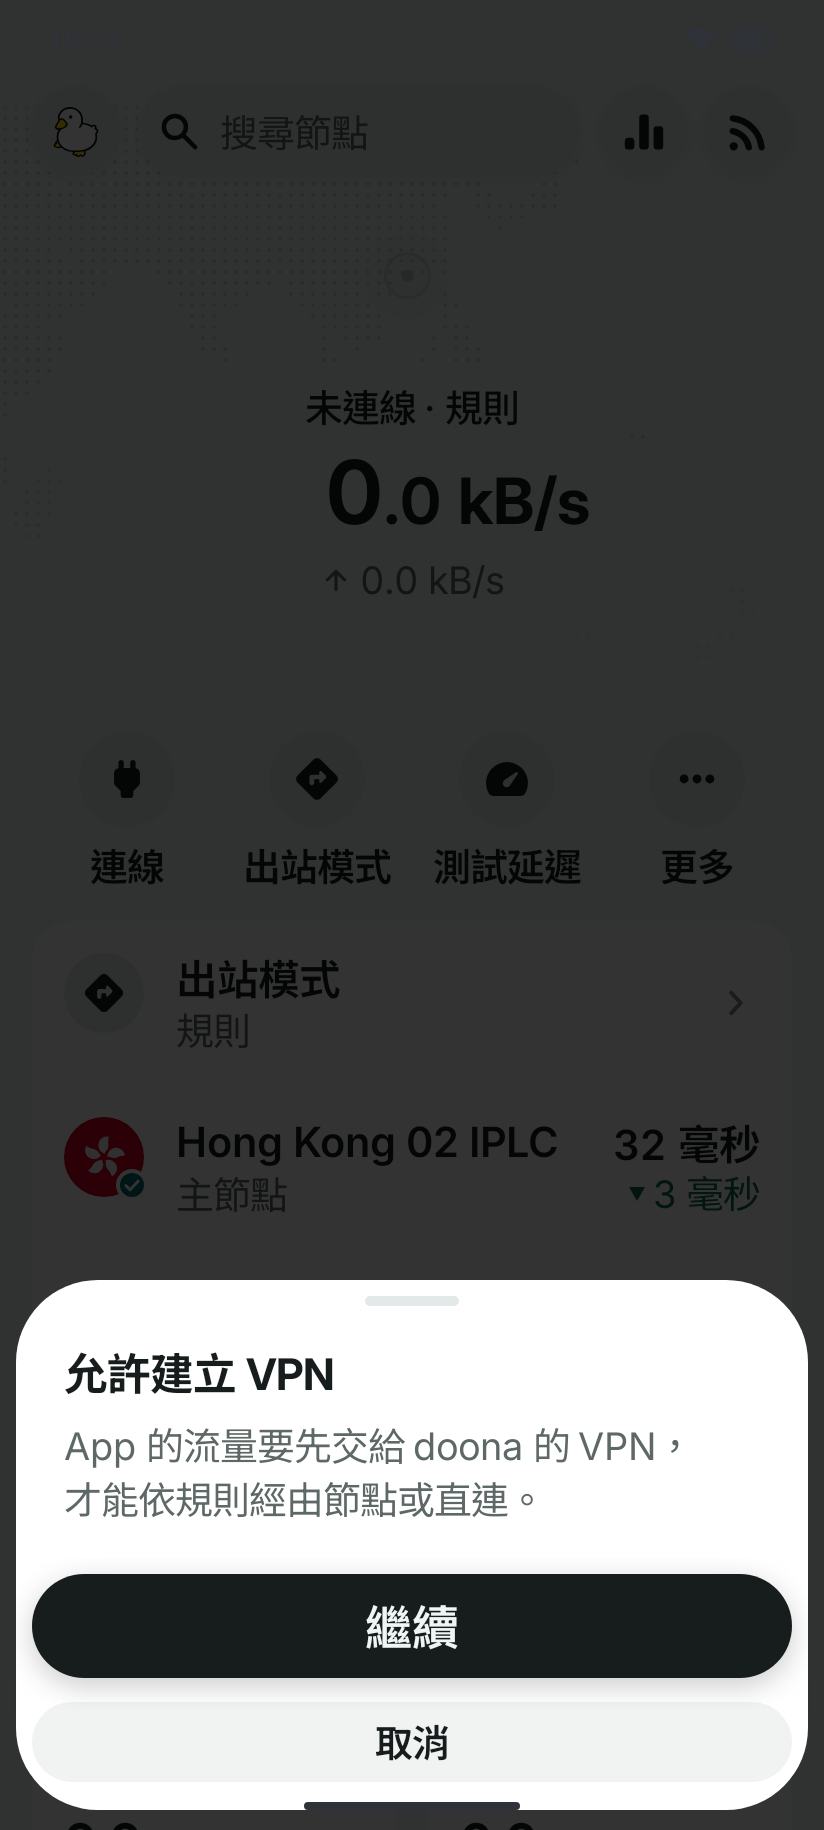 搜尋節點
未連線 · 規則
0.0 kB/s
↑ 0.0 kB/s
連線
出站模式
測試延遲
更多
出站模式
規則
Hong Kong 02 IPLC
32 毫秒
主節點
▼3 毫秒
允許建立 VPN
App 的流量要先交給 doona 的 VPN，
才能依規則經由節點或直連。
繼續
取消